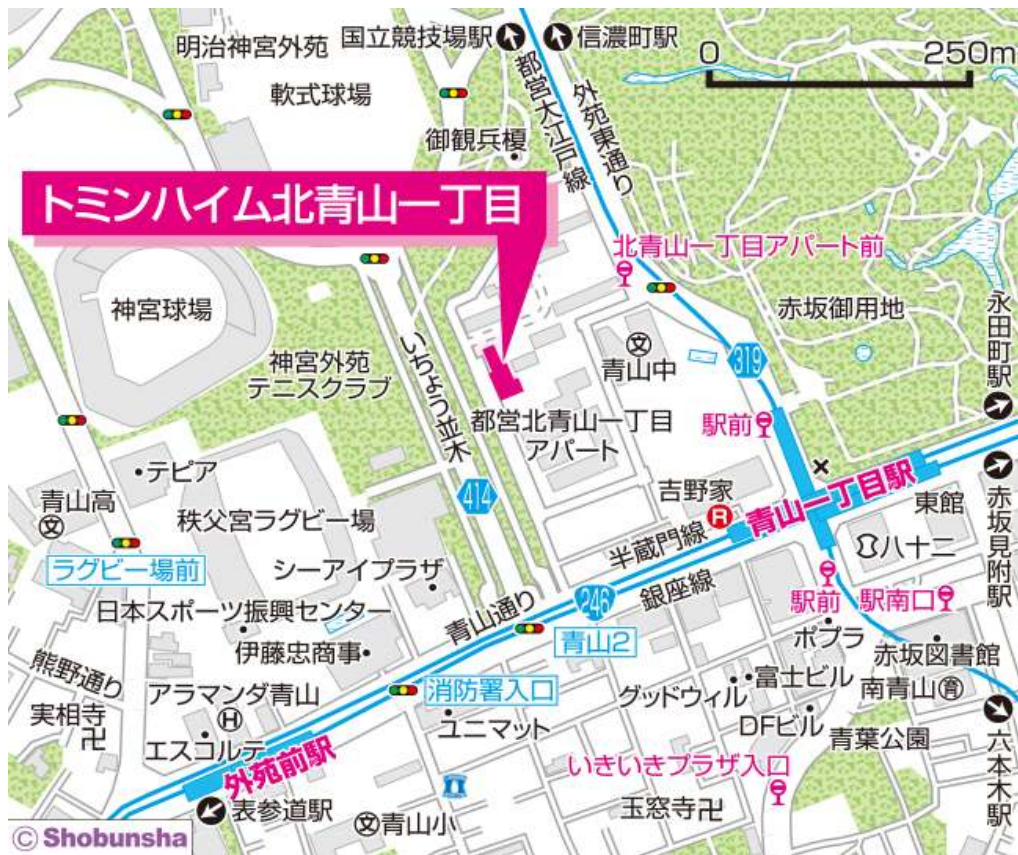 国立競技場駅
信濃町駅
明治神宮外苑
軟式球場
0 250m
都営大江戸線
外苑東通り
御観兵榎
トミンハイム北青山一丁目
北青山一丁目アパート前
神宮球場
赤坂御用地
永田町駅
神宮外苑
テニスクラブ
いちょう並木
文
青山中
319
都営北青山一丁目
アパート
駅前
テピア
青山高
文
秩父宮ラグビー場
414
吉野家
R
青山一丁目駅
東館
赤坂見附駅
ラグビー場前
シーアイプラザ
半蔵門線
八十二
日本スポーツ振興センター
青山通り
246
銀座線
駅前
駅南口
伊藤忠商事
青山2
ポプラ
赤坂図書館
熊野通り
アラマンダ青山
消防署入口
グッドウィル
富士ビル
南青山
育
実相寺
卍
H
エスコルテ
ユニマット
DFビル
青葉公園
六本木駅
外苑前駅
いきいきプラザ入口
表参道駅
文
青山小
玉窓寺卍
© Shobunsha